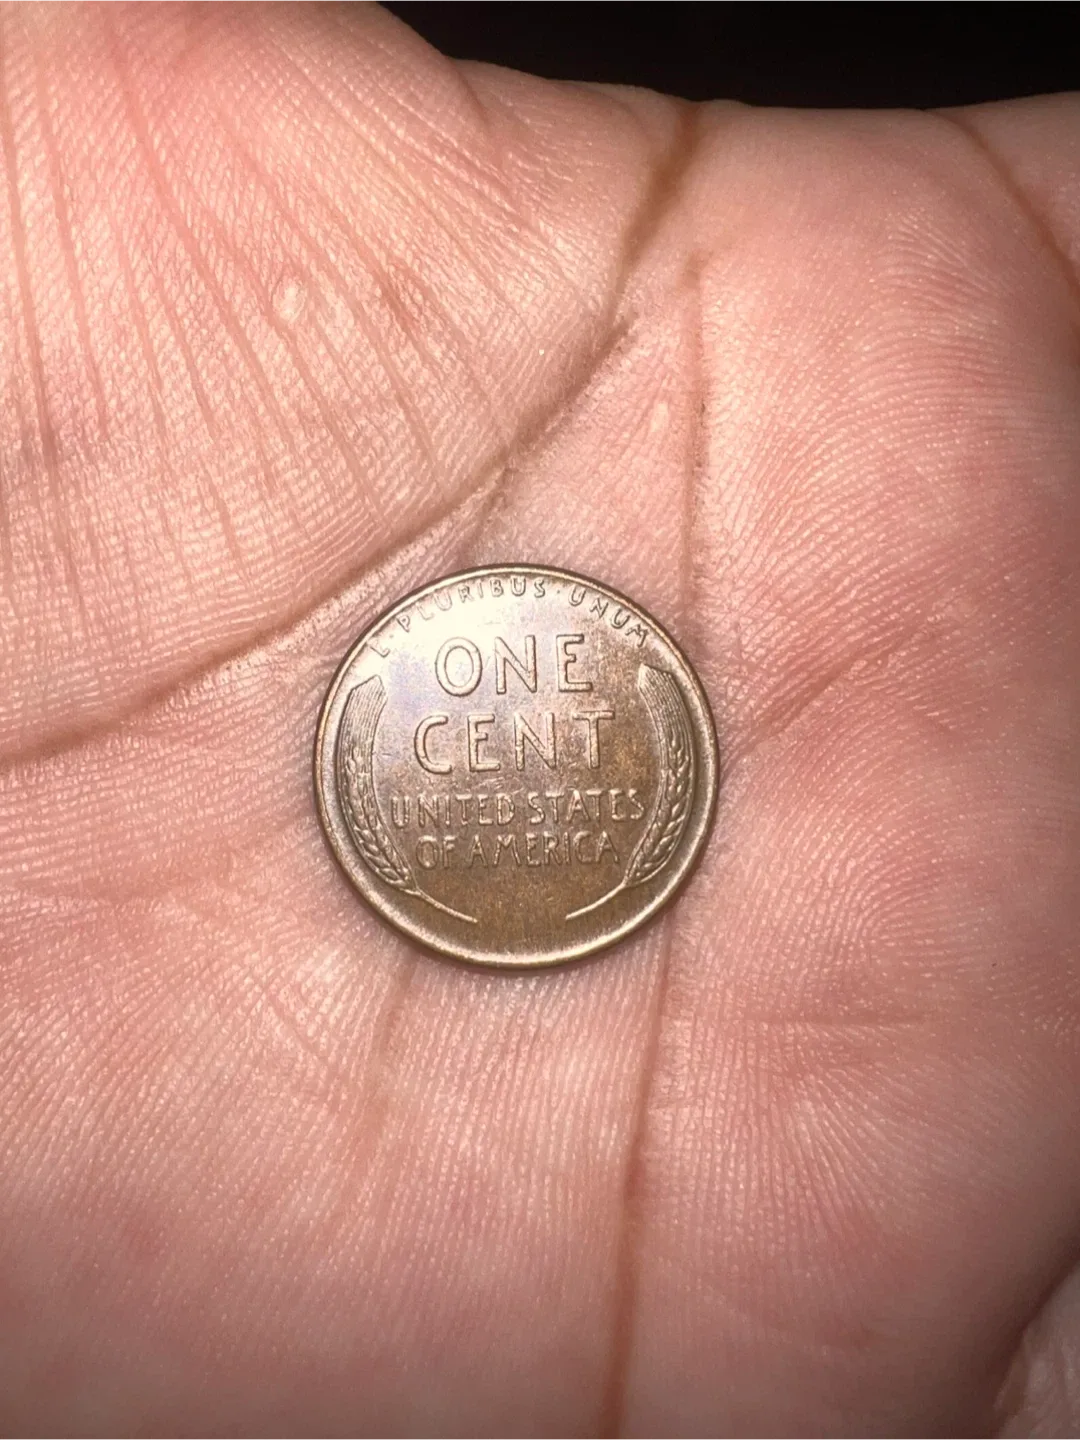 E PLURIBUS · UNUM
ONE
CENT
UNITED STATES
OF AMERICA